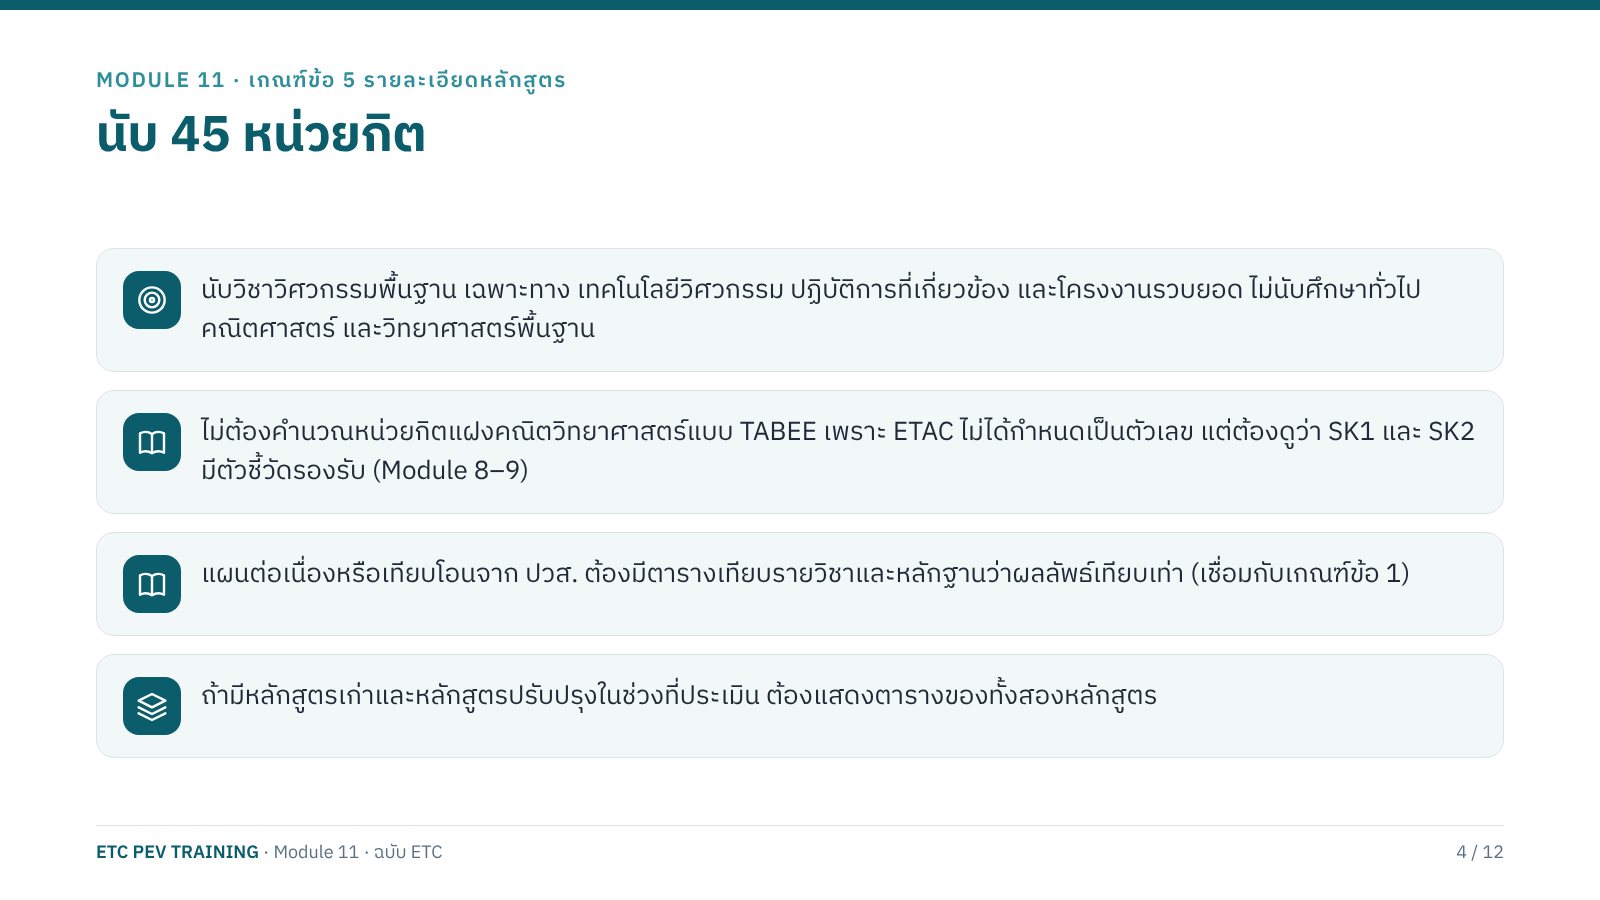 MODULE 11 · เกณฑ์ข้อ 5 รายละเอียดหลักสูตร
นับ 45 หน่วยกิต
นับวิชาวิศวกรรมพื้นฐาน เฉพาะทาง เทคโนโลยีวิศวกรรม ปฏิบัติการที่เกี่ยวข้อง และโครงงานรวบยอด ไม่นับศึกษาทั่วไป
คณิตศาสตร์ และวิทยาศาสตร์พื้นฐาน
ไม่ต้องคำนวณหน่วยกิตแฝงคณิตวิทยาศาสตร์แบบ TABEE เพราะ ETAC ไม่ได้กำหนดเป็นตัวเลข แต่ต้องดูว่า SK1 และ SK2
มีตัวชี้วัดรองรับ (Module 8–9)
แผนต่อเนื่องหรือเทียบโอนจาก ปวส. ต้องมีตารางเทียบรายวิชาและหลักฐานว่าผลลัพธ์เทียบเท่า (เชื่อมกับเกณฑ์ข้อ 1)
ถ้ามีหลักสูตรเก่าและหลักสูตรปรับปรุงในช่วงที่ประเมิน ต้องแสดงตารางของทั้งสองหลักสูตร
ETC PEV TRAINING · Module 11 · ฉบับ ETC
4 / 12